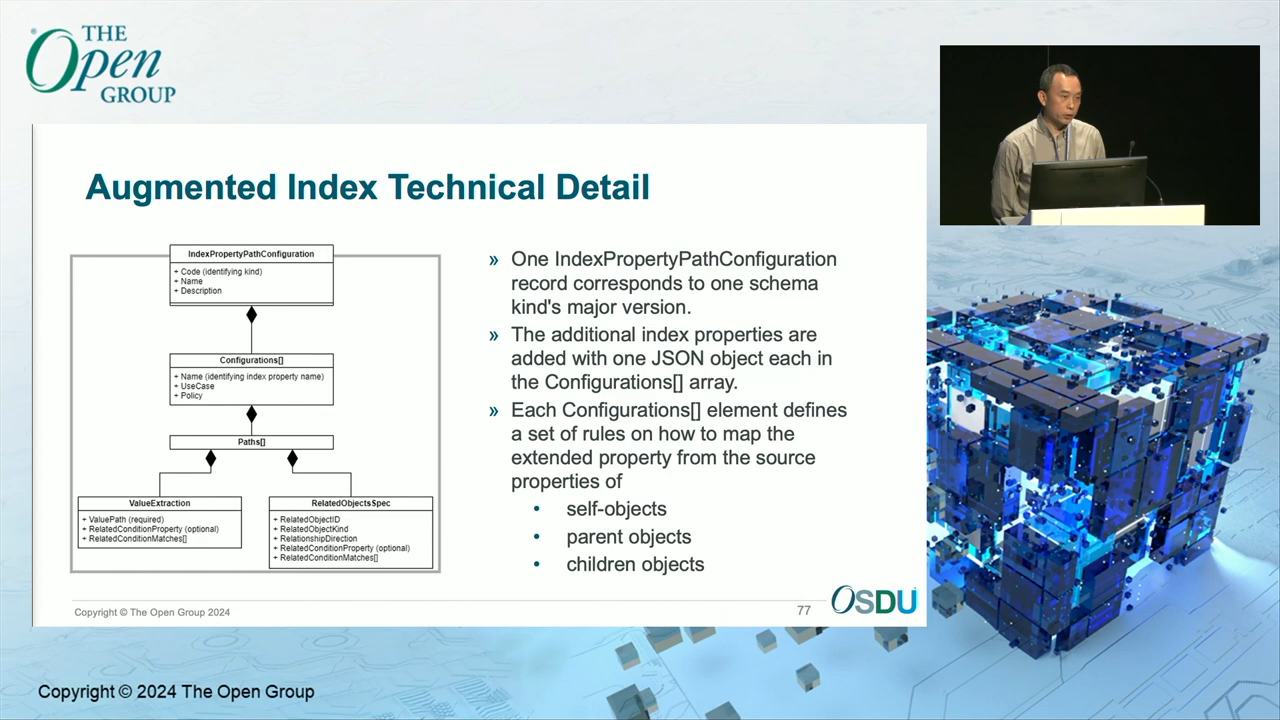 THE
Open
GROUP
Augmented Index Technical Detail
IndexPropertyPathConfiguration
+ Code (identifying kind)
+ Name
+ Description
Configurations[]
+ Name (identifying index property name)
+ UseCase
+ Policy
Paths[]
ValueExtraction
+ ValuePath (required)
+ RelatedConditionProperty (optional)
+ RelatedConditionMatches[]
RelatedObjectsSpec
+ RelatedObjectID
+ RelatedObjectKind
+ RelationshipDirection
+ RelatedConditionProperty (optional)
+ RelatedConditionMatches[]
» One IndexPropertyPathConfiguration
record corresponds to one schema
kind's major version.
» The additional index properties are
added with one JSON object each in
the Configurations[] array.
» Each Configurations[] element defines
a set of rules on how to map the
extended property from the source
properties of
• self-objects
• parent objects
• children objects
Copyright © The Open Group 2024
77
OSDU
Copyright © 2024 The Open Group